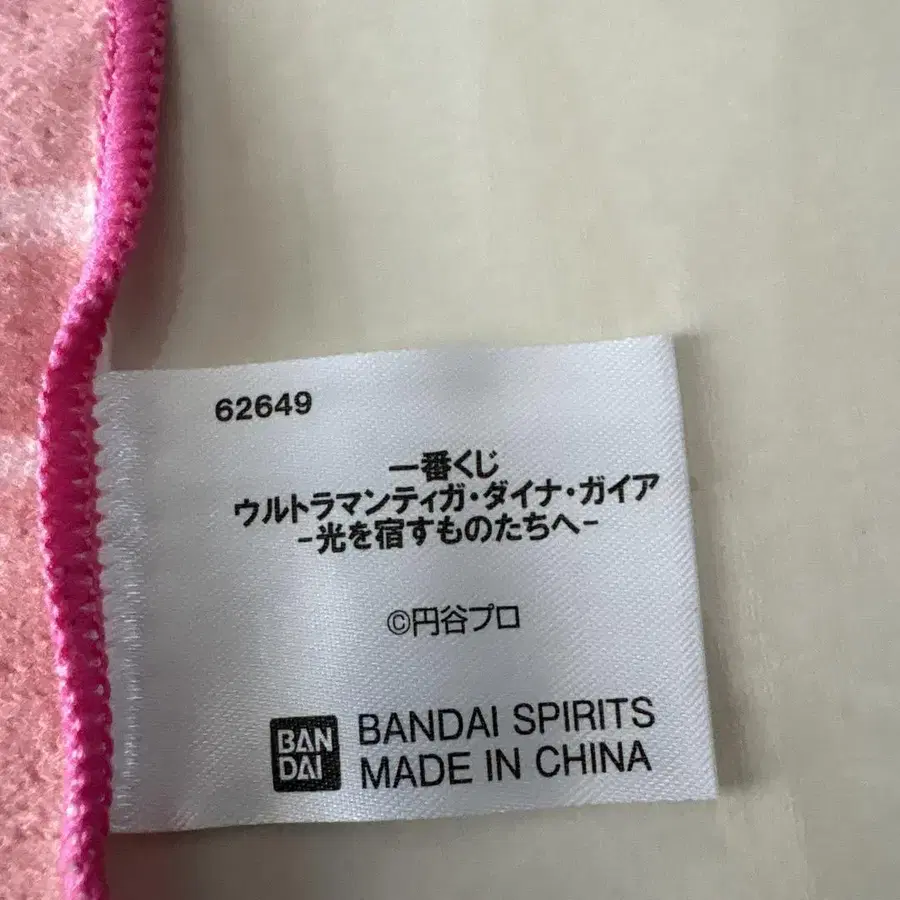 62649
一番くじ
ウルトラマンティガ・ダイナ・ガイア
-光を宿すものたちへ-
©円谷プロ
BAN
DAI
BANDAI SPIRITS
MADE IN CHINA